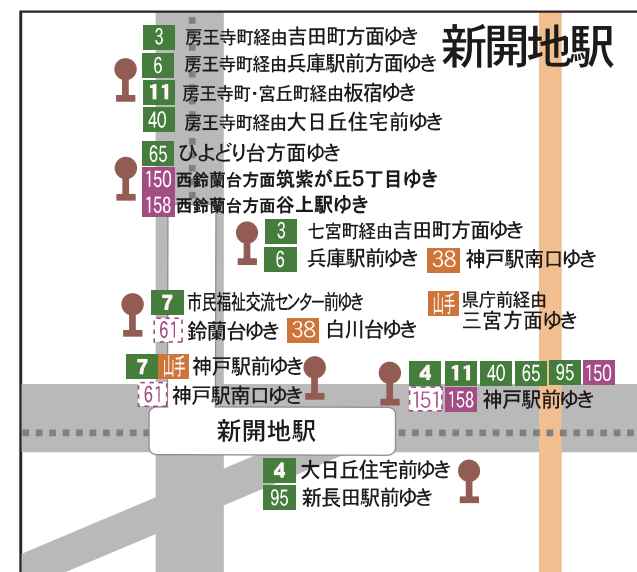 新開地駅
3 房王寺町経由吉田町方面ゆき
6 房王寺町経由兵庫駅前方面ゆき
11 房王寺町・宮丘町経由板宿ゆき
40 房王寺町経由大日丘住宅前ゆき
65 ひよどり台方面ゆき
150 西鈴蘭台方面筑紫が丘5丁目ゆき
158 西鈴蘭台方面谷上駅ゆき
3 七宮町経由吉田町方面ゆき
6 兵庫駅前ゆき 38 神戸駅南口ゆき
7 市民福祉交流センター前ゆき
61 鈴蘭台ゆき 38 白川台ゆき
山手 県庁前経由
三宮方面ゆき
7 山手 神戸駅前ゆき
61 神戸駅南口ゆき
4 11 40 65 95 150
151 158 神戸駅前ゆき
新開地駅
4 大日丘住宅前ゆき
95 新長田駅前ゆき